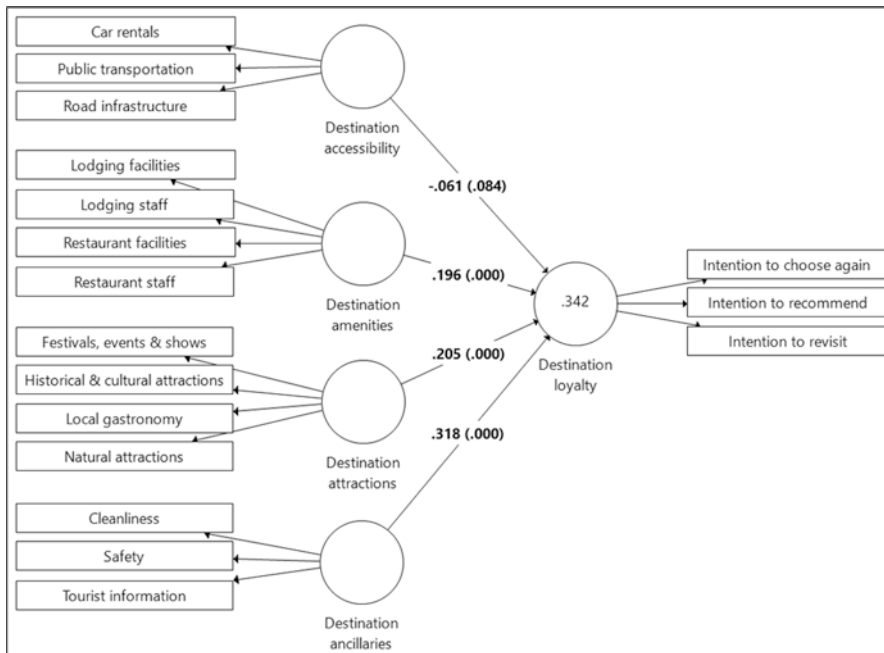 Car rentals
Public transportation
Road infrastructure
Destination
accessibility
-.061 (.084)
Lodging facilities
Lodging staff
Restaurant facilities
Restaurant staff
Destination
amenities
.196 (.000)
Festivals, events & shows
Historical & cultural attractions
Local gastronomy
Natural attractions
Destination
attractions
.205 (.000)
Cleanliness
Safety
Tourist information
Destination
ancillaries
.318 (.000)
.342
Destination
loyalty
Intention to choose again
Intention to recommend
Intention to revisit